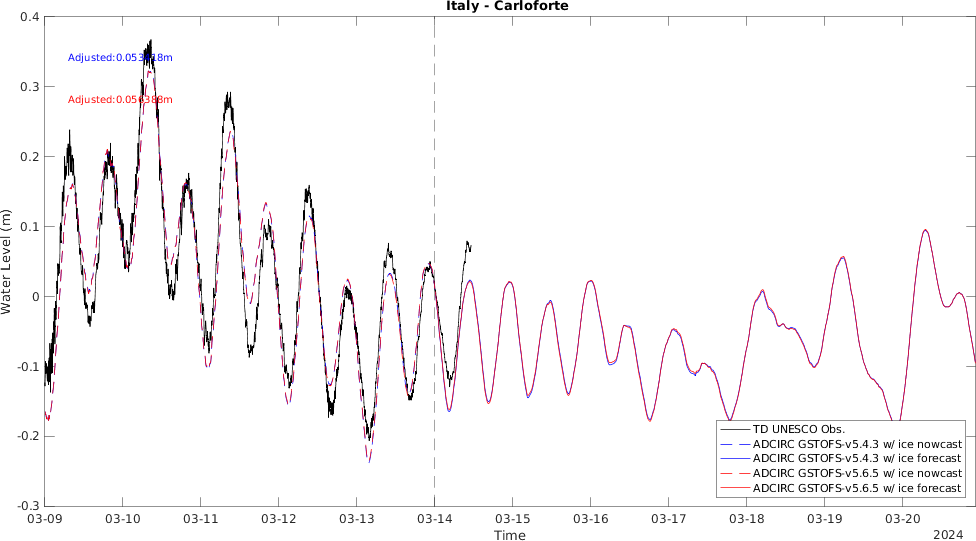 Italy - Carloforte
0.4
0.3
0.2
0.1
0
-0.1
-0.2
-0.3
Water Level (m)
Adjusted:
Adjusted:
TD UNESCO Obs.
ADCIRC GSTOFS-v5.4.3 w/ ice nowcast
ADCIRC GSTOFS-v5.4.3 w/ ice forecast
ADCIRC GSTOFS-v5.6.5 w/ ice nowcast
ADCIRC GSTOFS-v5.6.5 w/ ice forecast
03-09 03-10 03-11 03-12 03-13 03-14 03-15 03-16 03-17 03-18 03-19 03-20
Time
2024